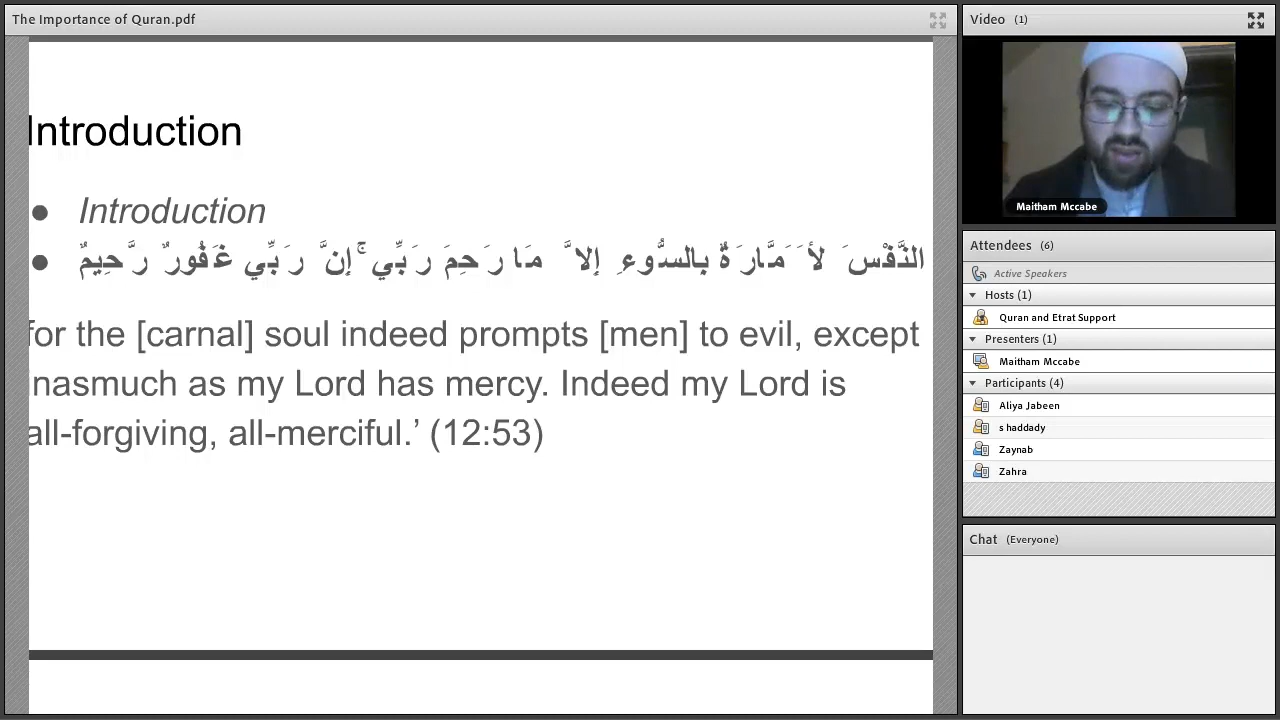 The Importance of Quran.pdf
Introduction
Introduction
النَّفْسَ لَأَمَّارَةٌ بِالسُّوءِ إِلَّا مَا رَحِمَ رَبِّي ۚ إِنَّ رَبِّي غَفُورٌ رَّحِيمٌ
for the [carnal] soul indeed prompts [men] to evil, except
inasmuch as my Lord has mercy. Indeed my Lord is
all-forgiving, all-merciful.’ (12:53)
Video (1)
Maitham Mccabe
Attendees (6)
Active Speakers
Hosts (1)
Quran and Etrat Support
Presenters (1)
Maitham Mccabe
Participants (4)
Aliya Jabeen
s haddady
Zaynab
Zahra
Chat (Everyone)